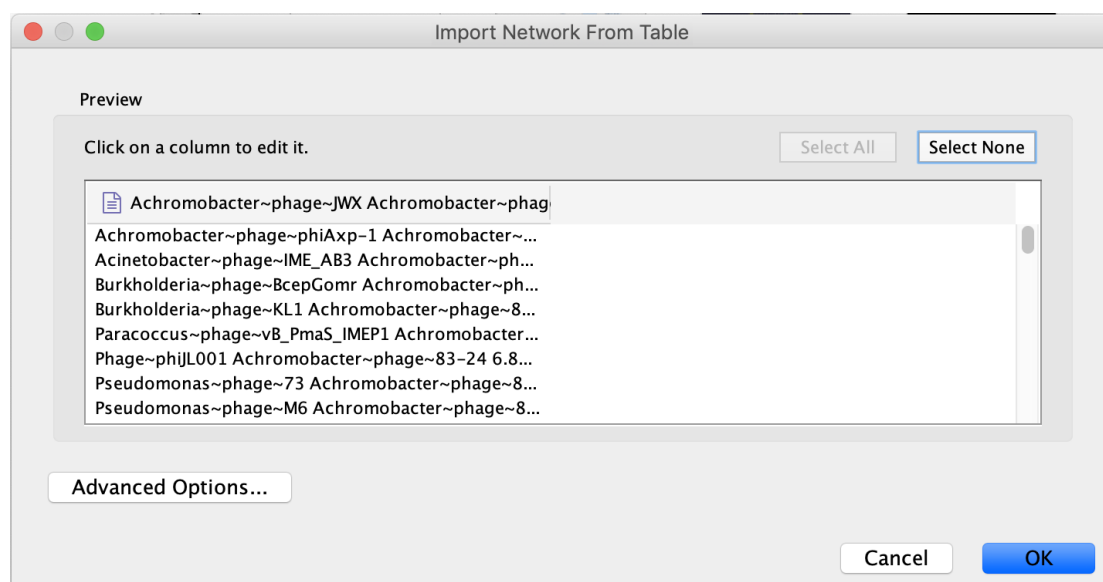 Import Network From Table
Preview
Click on a column to edit it.
Select All
Select None
Achromobacter~phage~JWX Achromobacter~phag
Achromobacter~phage~phiAxp-1 Achromobacter~...
Acinetobacter~phage~IME_AB3 Achromobacter~ph...
Burkholderia~phage~BcepGomr Achromobacter~ph...
Burkholderia~phage~KL1 Achromobacter~phage~8...
Paracoccus~phage~vB_PmaS_IMEP1 Achromobacter...
Phage~phiJL001 Achromobacter~phage~83-24 6.8...
Pseudomonas~phage~73 Achromobacter~phage~8...
Pseudomonas~phage~M6 Achromobacter~phage~8...
Advanced Options...
Cancel
OK